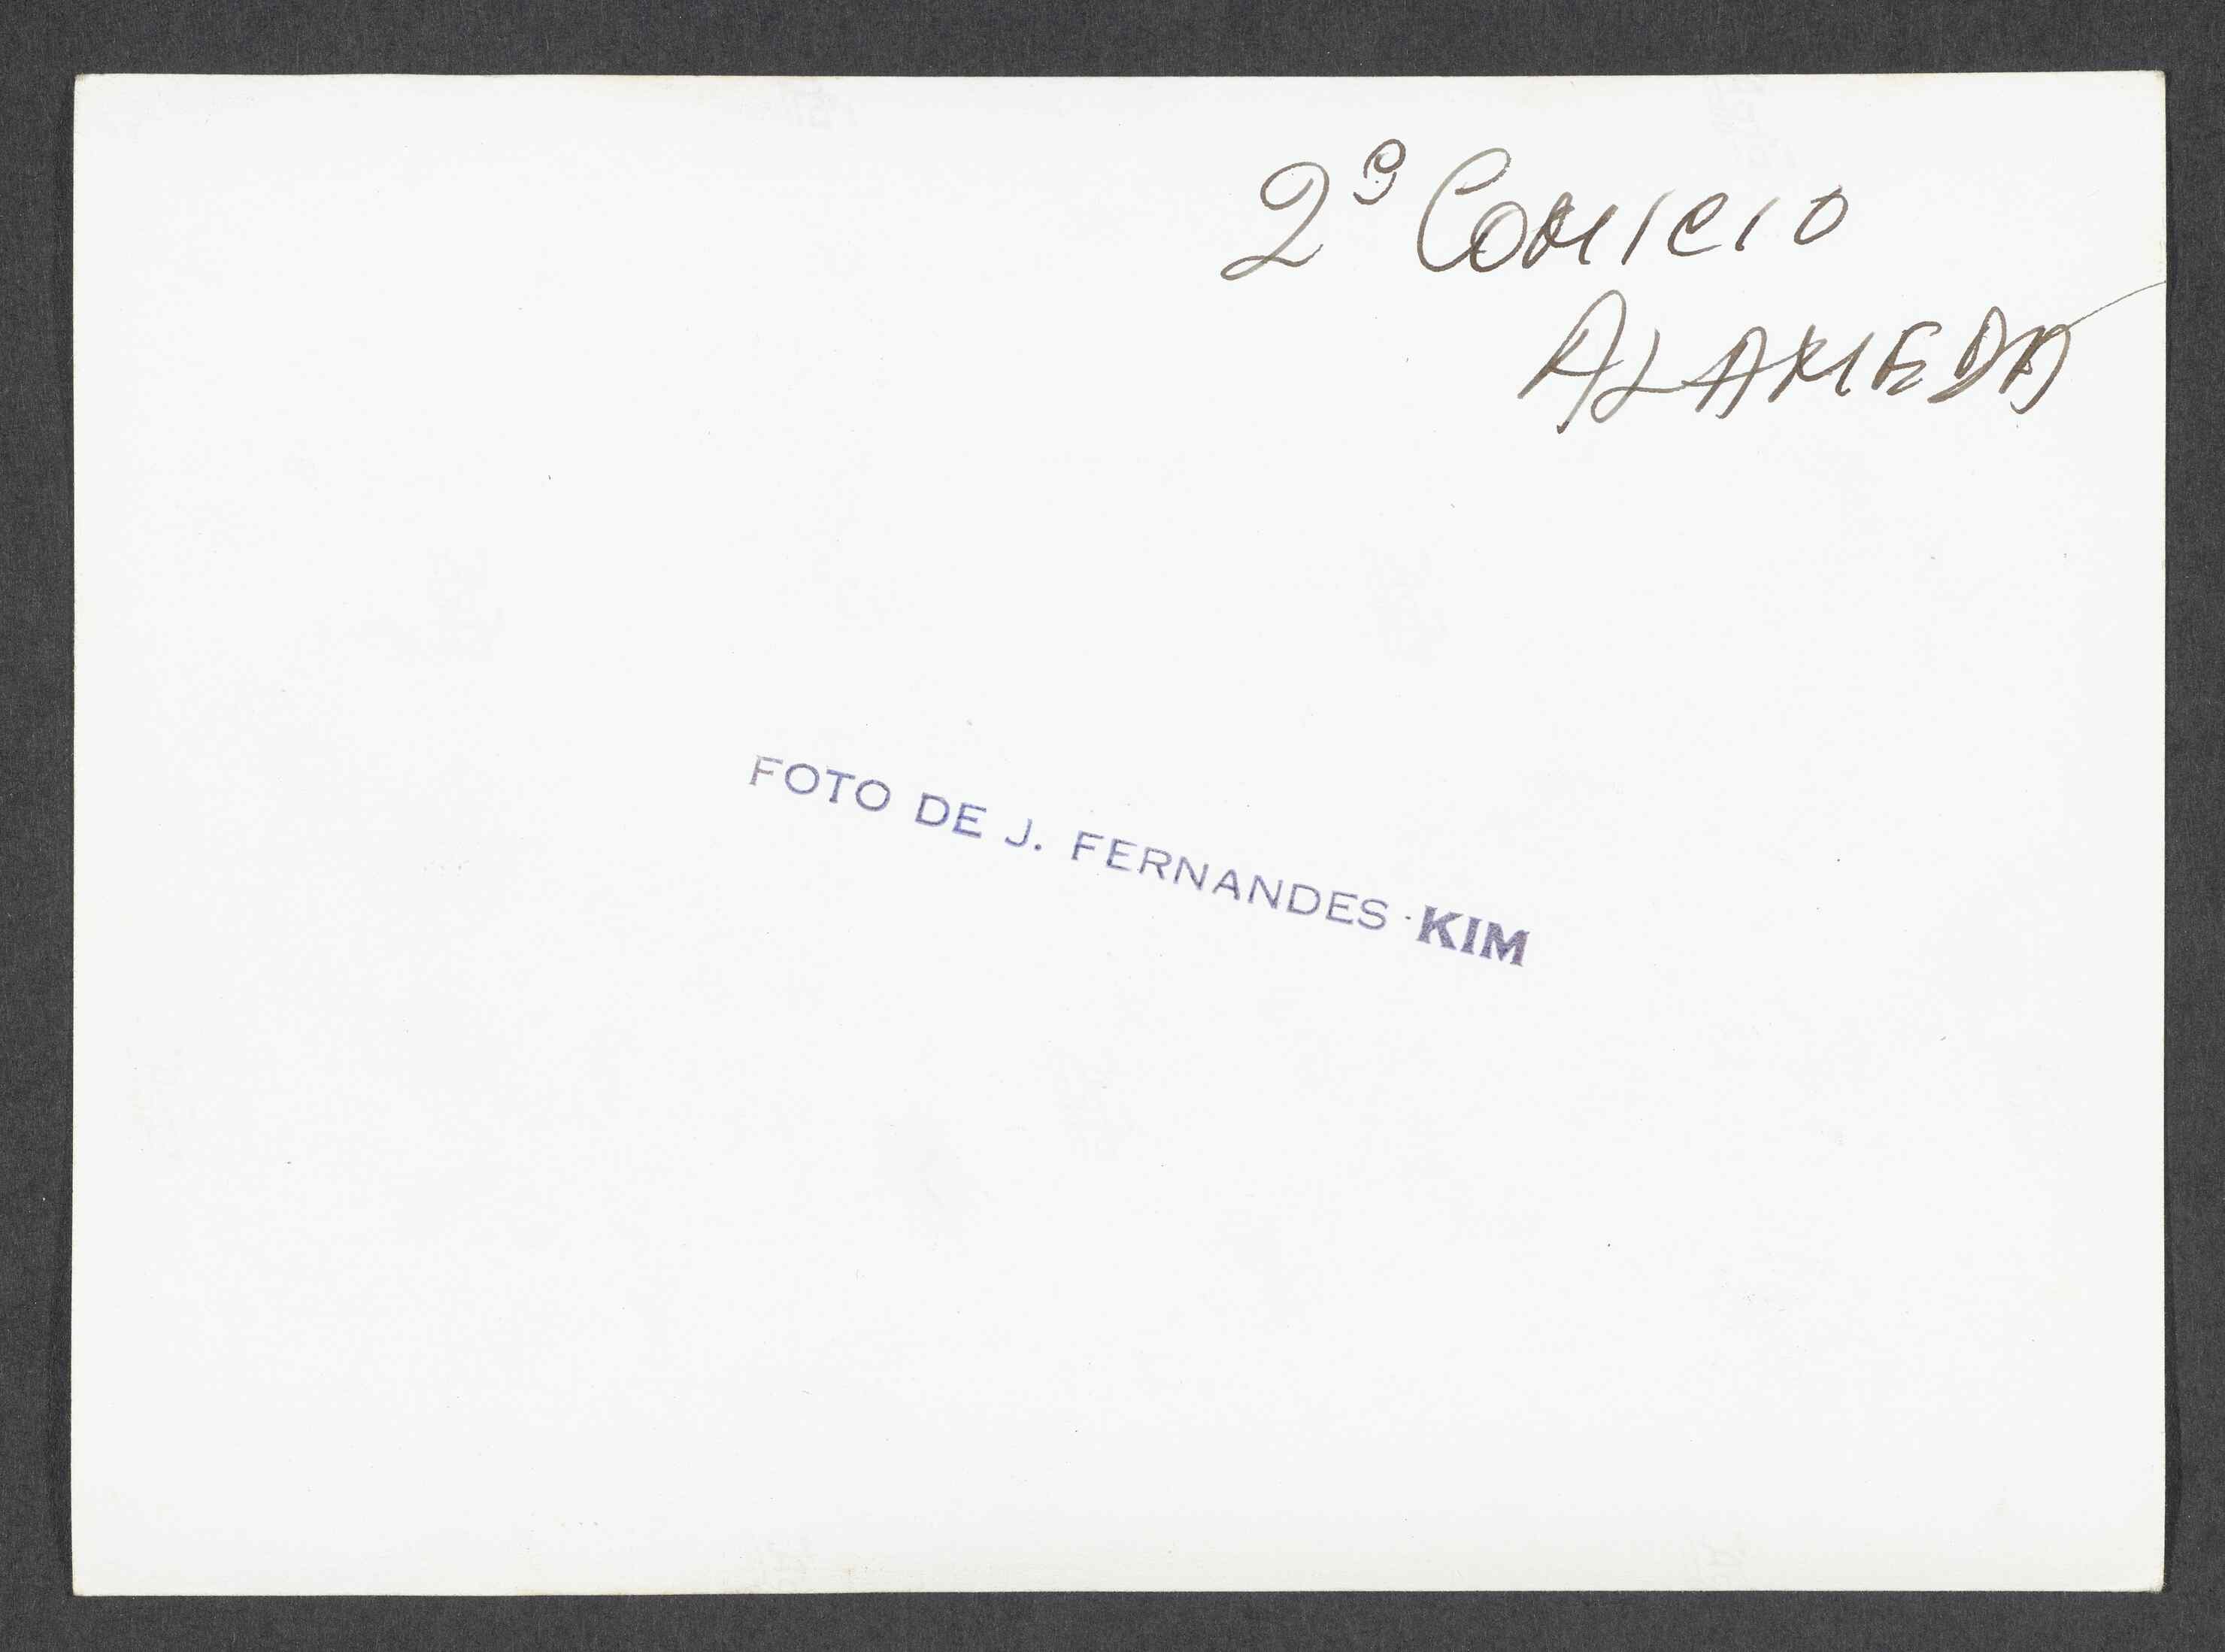 2º Comicio
ALAMEDA
FOTO DE J. FERNANDES - KIM